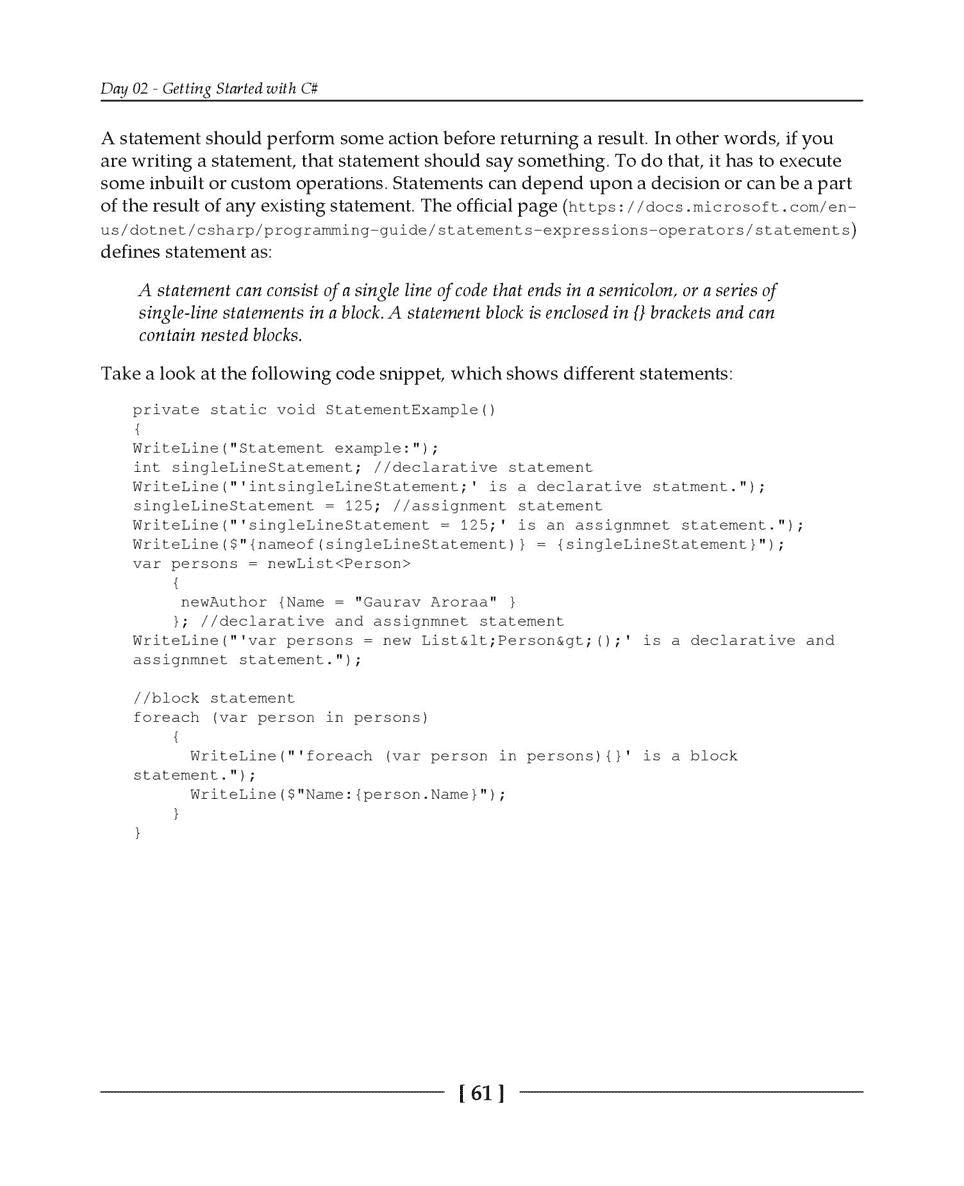 Day 02 - Getting Started with C#
A statement should perform some action before returning a result. In other words, if you
are writing a statement, that statement should say something. To do that, it has to execute
some inbuilt or custom operations. Statements can depend upon a decision or can be a part
of the result of any existing statement. The official page (https://docs.microsoft.com/en-
us/dotnet/csharp/programming-guide/statements-expressions-operators/statements)
defines statement as:
A statement can consist of a single line of code that ends in a semicolon, or a series of
single-line statements in a block. A statement block is enclosed in {} brackets and can
contain nested blocks.
Take a look at the following code snippet, which shows different statements:
private static void StatementExample()
{
WriteLine("Statement example:");
int singleLineStatement; //declarative statement
WriteLine("'intsingleLineStatement;' is a declarative statment.");
singleLineStatement = 125; //assignment statement
WriteLine("'singleLineStatement = 125;' is an assignmnet statement.");
WriteLine($"{nameof(singleLineStatement)} = {singleLineStatement}");
var persons = newList<Person>
{
newAuthor {Name = "Gaurav Aroraa" }
}; //declarative and assignmnet statement
WriteLine("'var persons = new List&lt;Person&gt;();' is a declarative and
assignmnet statement.");
//block statement
foreach (var person in persons)
{
WriteLine("'foreach (var person in persons){}' is a block
statement.");
WriteLine($"Name:{person.Name}");
}
}
[ 61 ]